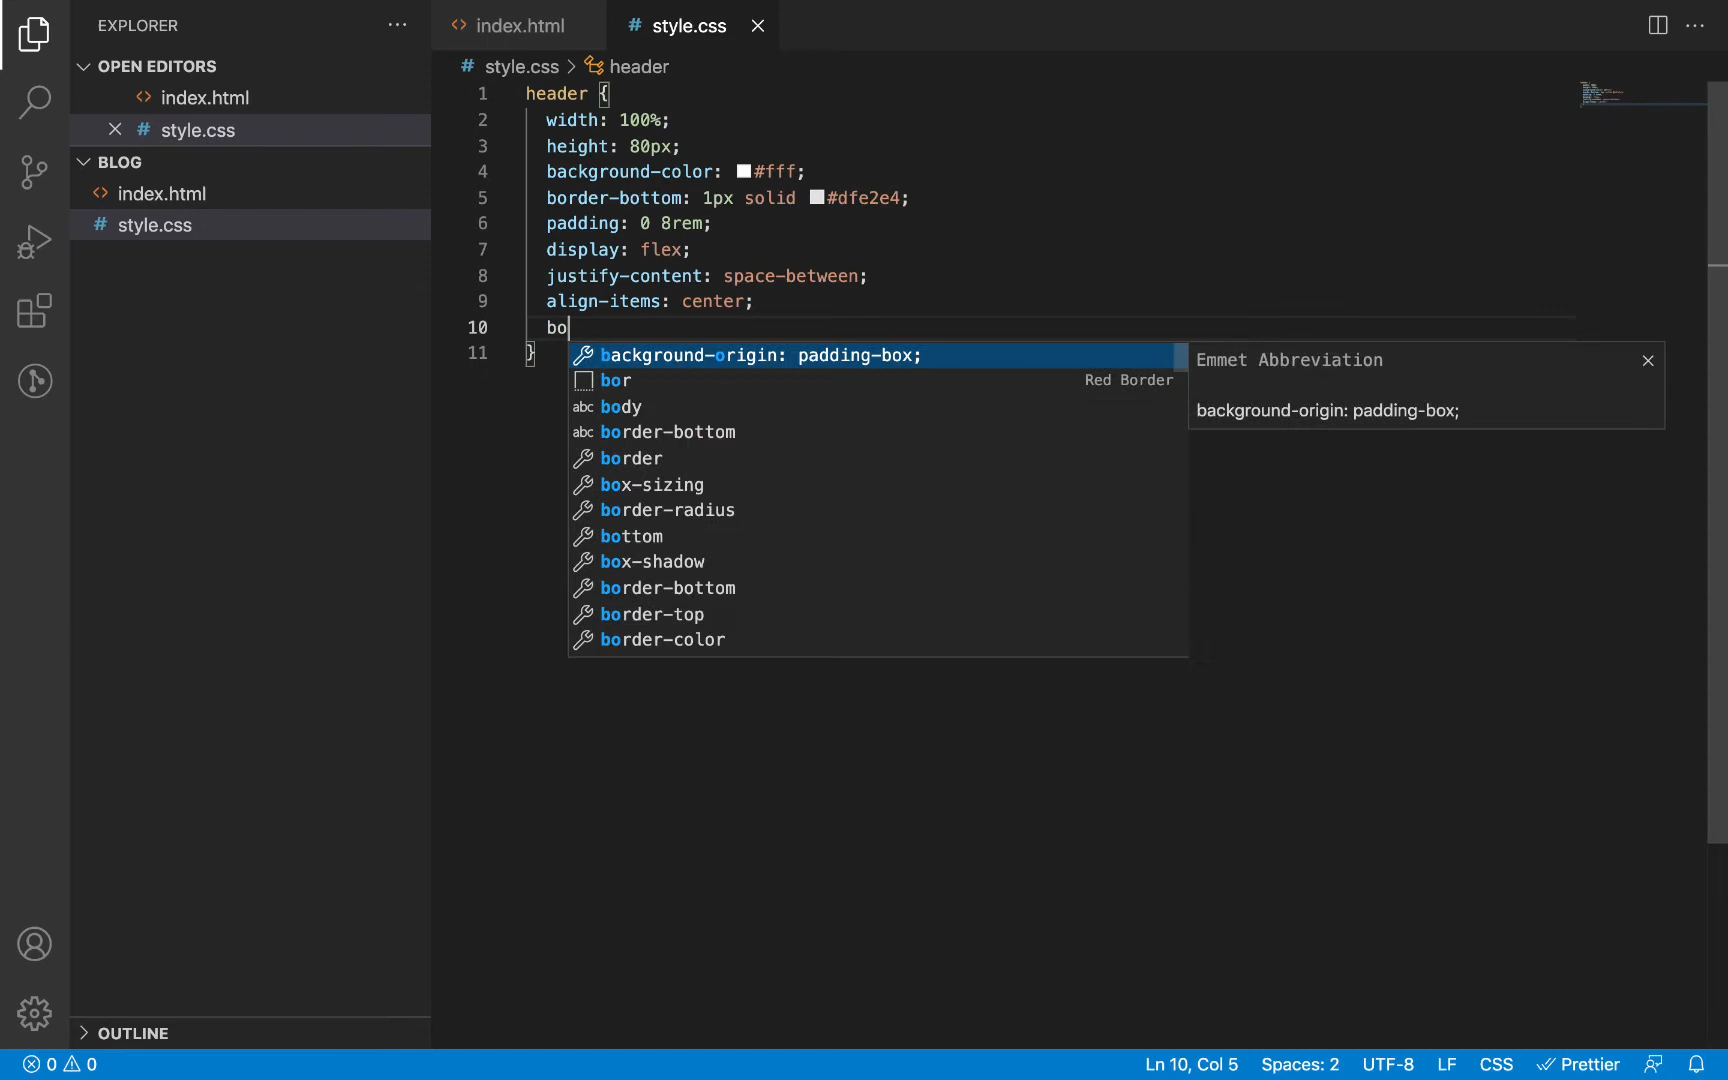 EXPLORER
OPEN EDITORS
index.html
style.css
BLOG
index.html
style.css
OUTLINE
index.html
# style.css
# style.css > header
1 header {
2 width: 100%;
3 height: 80px;
4 background-color: #fff;
5 border-bottom: 1px solid #dfe2e4;
6 padding: 0 8rem;
7 display: flex;
8 justify-content: space-between;
9 align-items: center;
10 bo
11 }
background-origin: padding-box;
bor Red Border
abc body
abc border-bottom
border
box-sizing
border-radius
bottom
box-shadow
border-bottom
border-top
border-color
Emmet Abbreviation
background-origin: padding-box;
0 0 Ln 10, Col 5 Spaces: 2 UTF-8 LF CSS Prettier